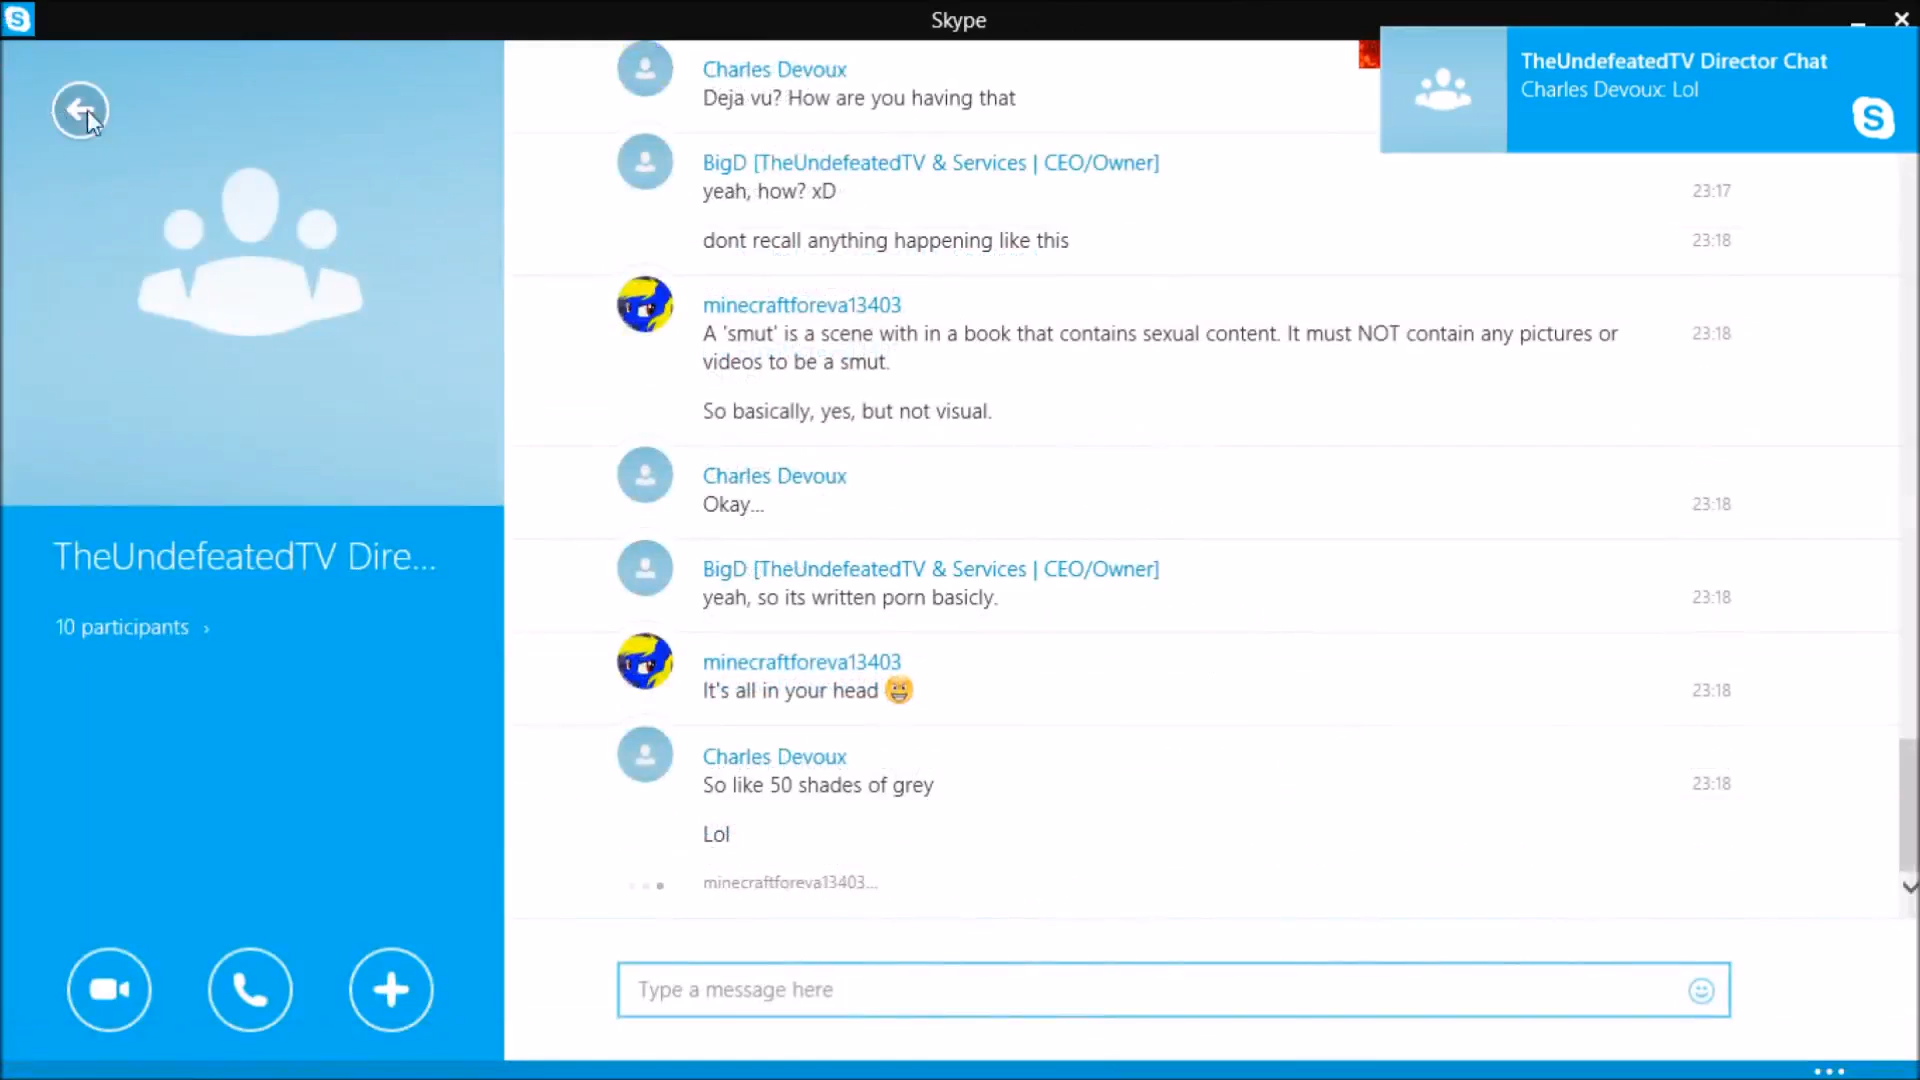 Skype
TheUndefeatedTV Director Chat
Charles Devoux: Lol
Charles Devoux
Deja vu? How are you having that
BigD [TheUndefeatedTV & Services | CEO/Owner]
yeah, how? xD 23:17
dont recall anything happening like this 23:18
minecraftforeva13403
A 'smut' is a scene with in a book that contains sexual content. It must NOT contain any pictures or 23:18
videos to be a smut.
So basically, yes, but not visual.
Charles Devoux
Okay... 23:18
BigD [TheUndefeatedTV & Services | CEO/Owner]
yeah, so its written porn basicly. 23:18
minecraftforeva13403
It's all in your head 23:18
Charles Devoux
So like 50 shades of grey 23:18
Lol
minecraftforeva13403...
TheUndefeatedTV Dire...
10 participants
Type a message here